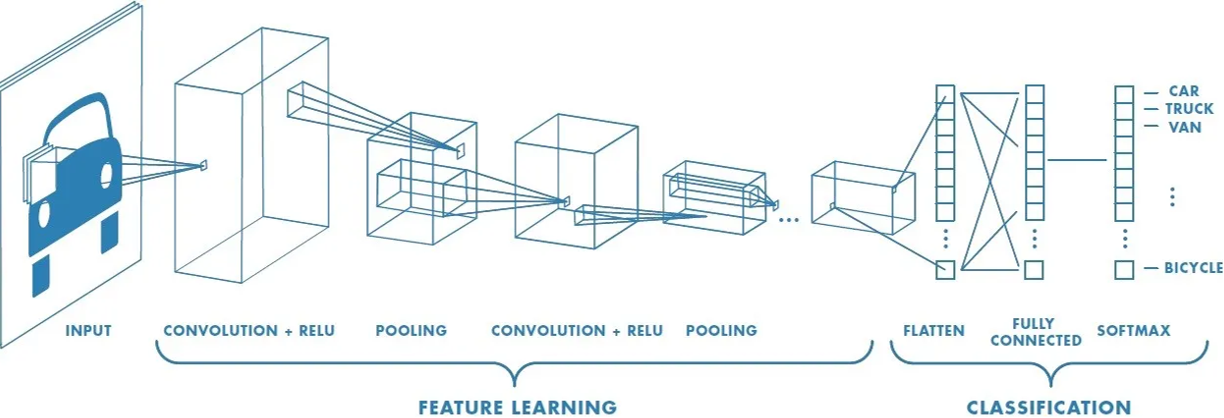 CAR
TRUCK
VAN
BICYCLE
INPUT
CONVOLUTION + RELU
POOLING
CONVOLUTION + RELU
POOLING
FLATTEN
FULLY
CONNECTED
SOFTMAX
FEATURE LEARNING
CLASSIFICATION